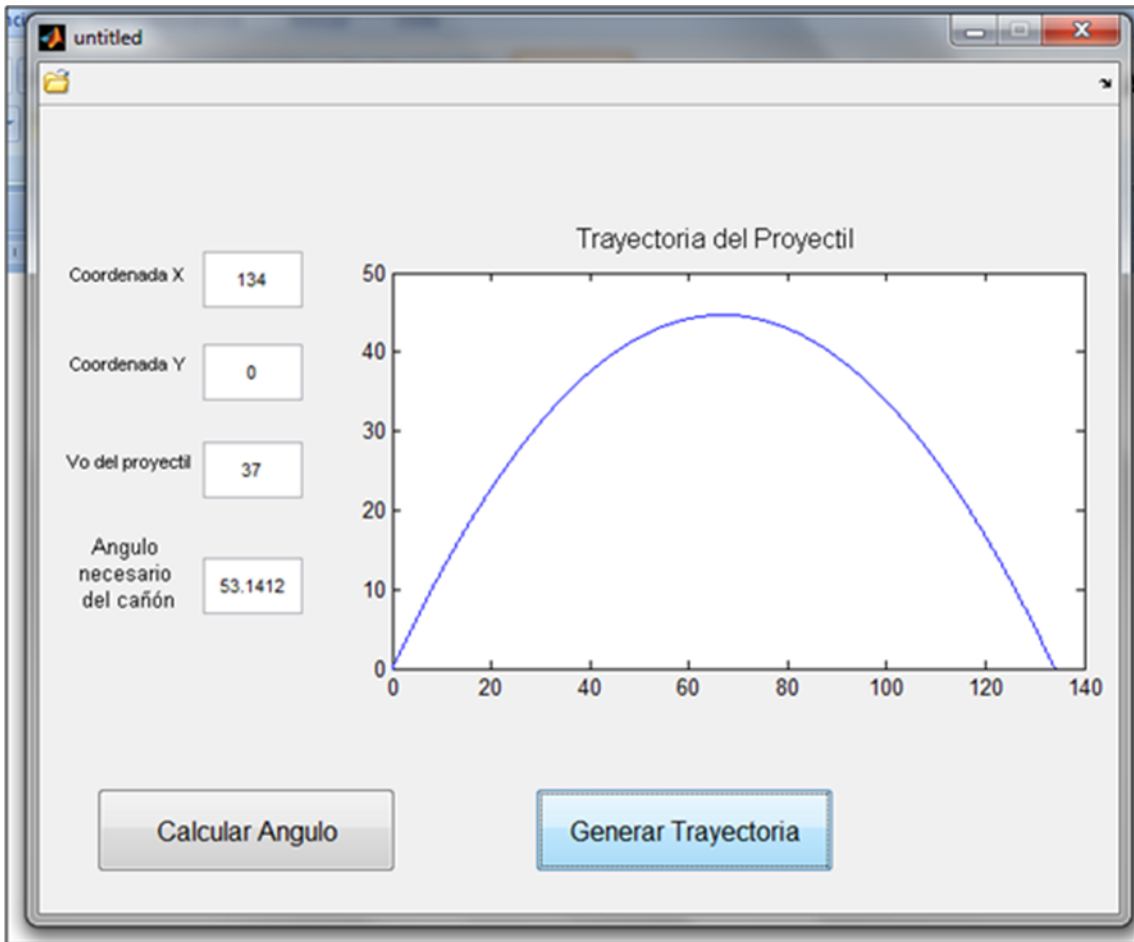 untitled
Coordenada X
134
Coordenada Y
0
Vo del proyectil
37
Angulo
necesario
del cañón
53.1412
Trayectoria del Proyectil
50
40
30
20
10
0
0 20 40 60 80 100 120 140
Calcular Angulo
Generar Trayectoria